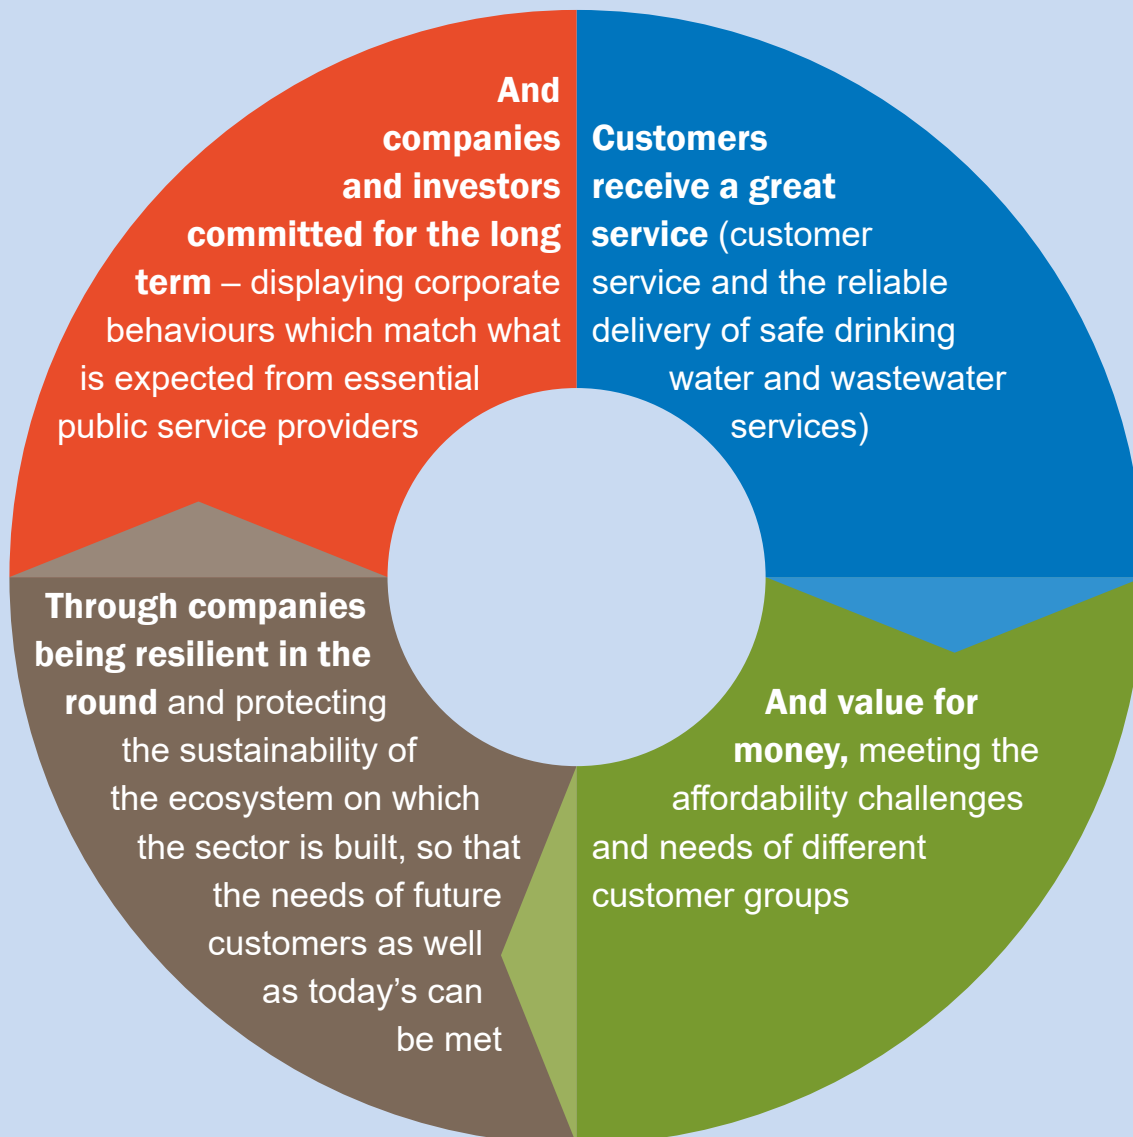 Customers
receive a great
service (customer
service and the reliable
delivery of safe drinking
water and wastewater
services)
And value for
money, meeting the
affordability challenges
and needs of different
customer groups
Through companies
being resilient in the
round and protecting
the sustainability of
the ecosystem on which
the sector is built, so that
the needs of future
customers as well
as today’s can
be met
And
companies
and investors
committed for the long
term – displaying corporate
behaviours which match what
is expected from essential
public service providers